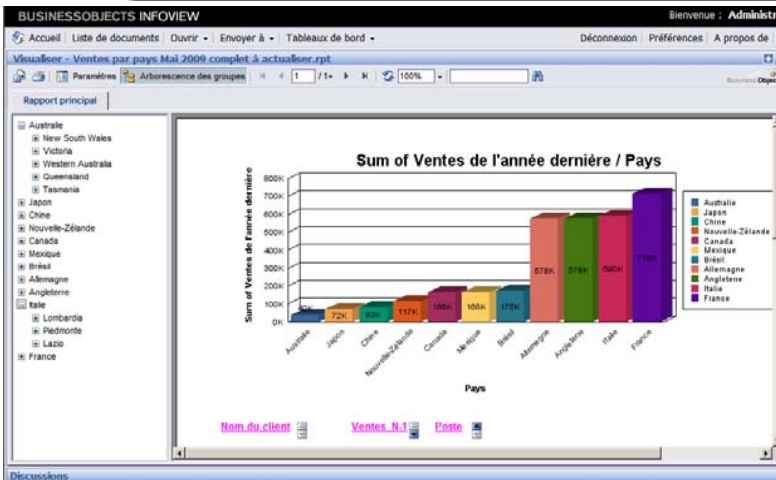 BUSINESSOBJECTS INFOVIEW
Bienvenue : Administr
Accueil Liste de documents Ouvrir Envoyer à Tableaux de bord
Déconnexion Préférences A propos de
Visualiser - Ventes par pays Mai 2009 complet à actualiser.rpt
Paramètres Arborescence des groupes 1 / 1+ 100%
Business Objec
Rapport principal
Australie
New South Wales
Victoria
Western Australia
Queensland
Tasmania
Japon
Chine
Nouvelle-Zélande
Canada
Mexique
Brésil
Allemagne
Angleterre
Italie
Lombardia
Piedmonte
Lazio
France
Sum of Ventes de l'année dernière / Pays
Sum of Ventes de l'année dernière
800K
700K
600K
500K
400K
300K
200K
100K
0K
72K
83K
117K
166K
168K
175K
578K
578K
590K
Australie
Japon
Chine
Nouvelle-Zélande
Canada
Mexique
Brésil
Allemagne
Angleterre
Italie
France
Pays
Australie
Japon
Chine
Nouvelle-Zélande
Canada
Mexique
Brésil
Allemagne
Angleterre
Italie
France
Nom du client Ventes N-1 Poste
Discussions